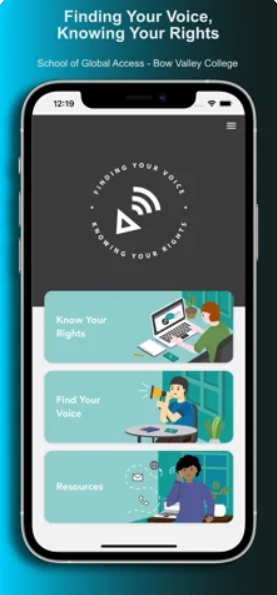 Finding Your Voice,
Knowing Your Rights
School of Global Access - Bow Valley College
12:19
• FINDING YOUR VOICE •
KNOWING YOUR RIGHTS
Know Your
Rights
Find Your
Voice
Resources